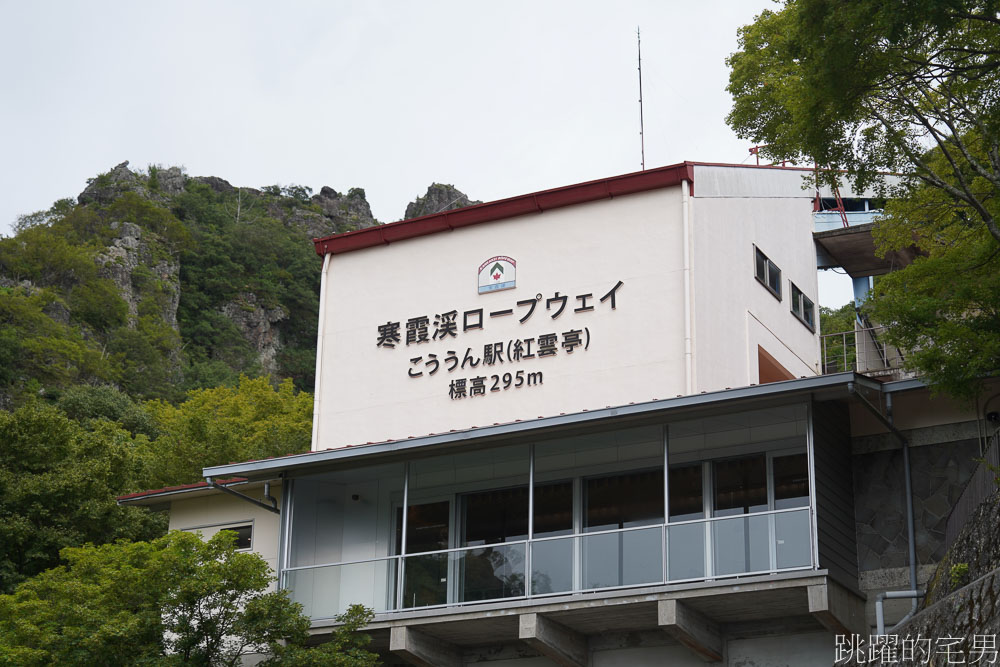 寒霞渓ロープウェイ
こううん駅(紅雲亭)
標高295m
跳躍的宅男